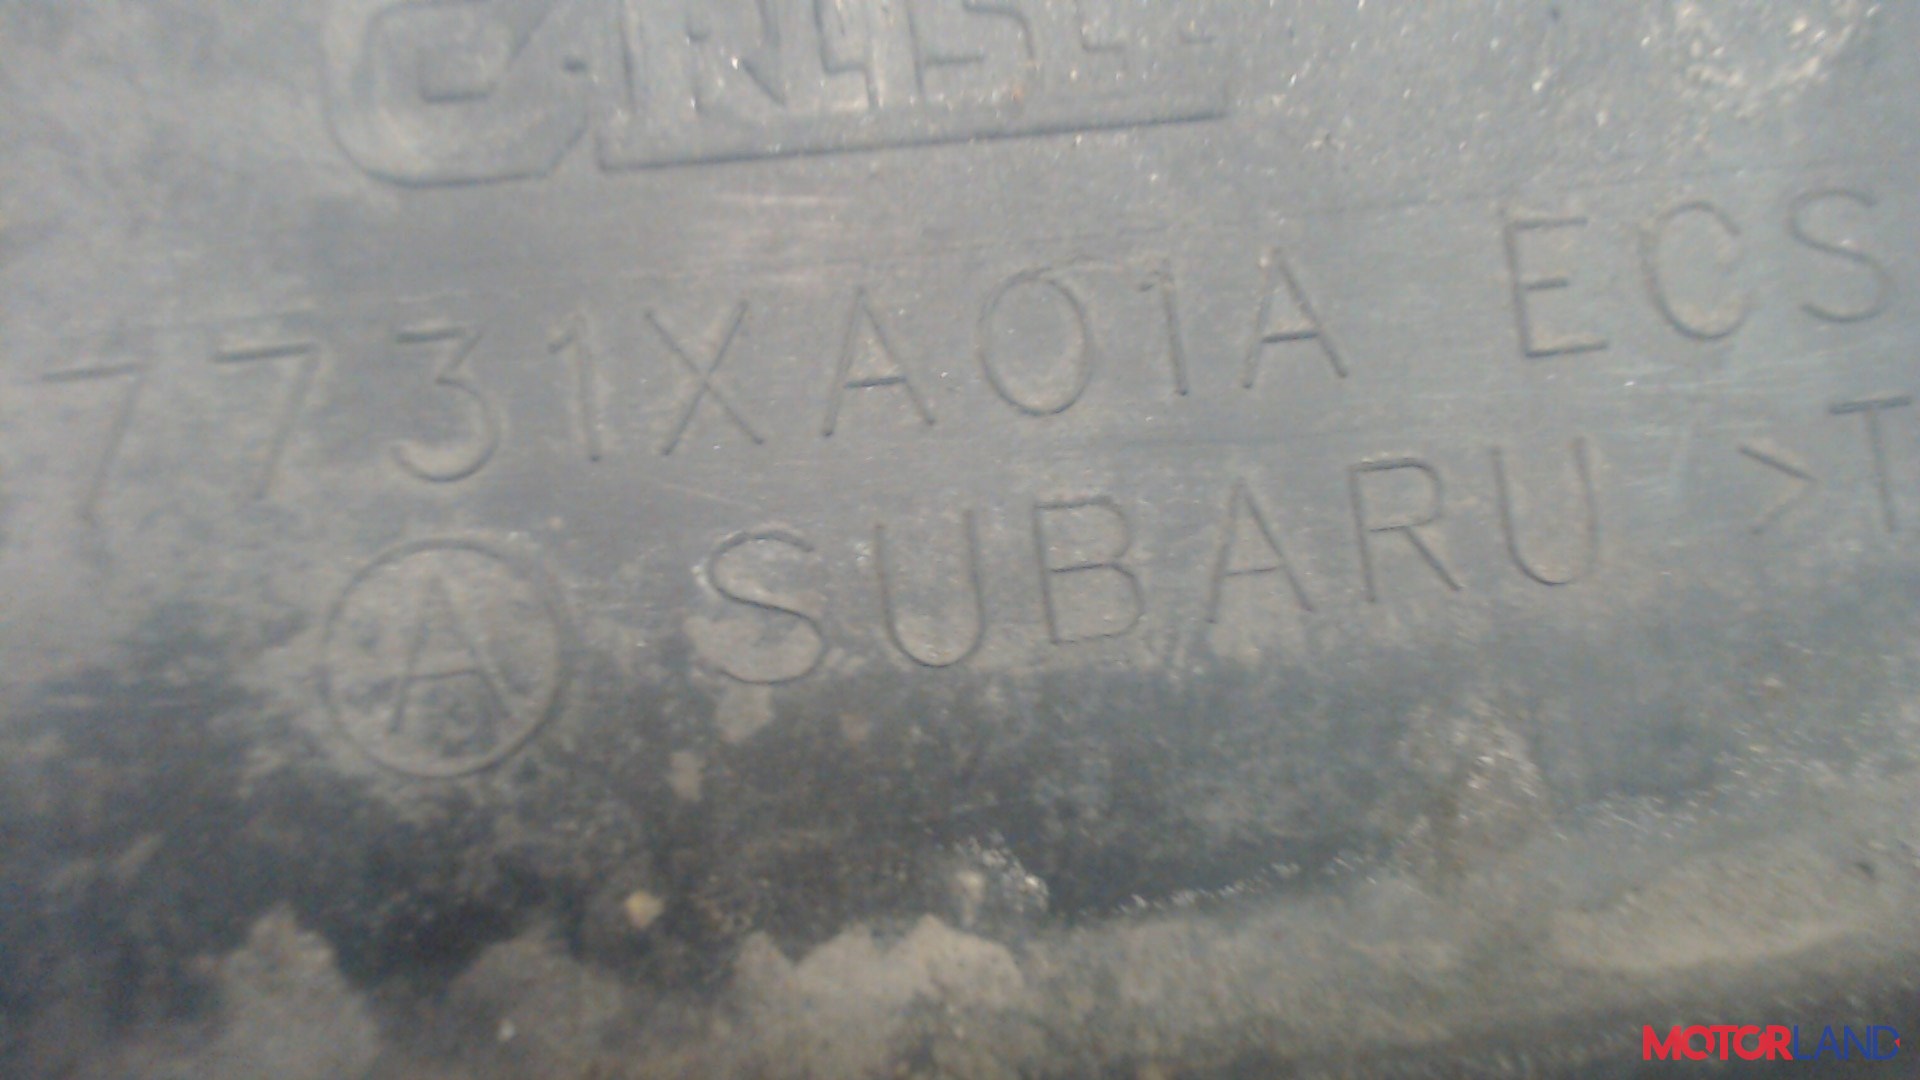 7731XA01A ECS
A SUBARU >T
MOTORLAND